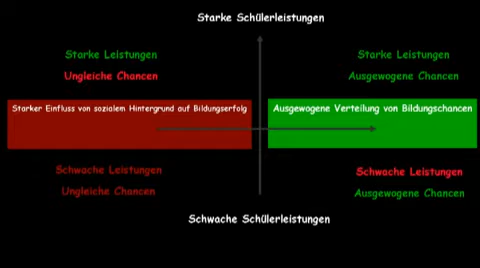 Starke Schülerleistungen
Starke Leistungen
Ungleiche Chancen
Starke Leistungen
Ausgewogene Chancen
Starker Einfluss von sozialem Hintergrund auf Bildungserfolg
Ausgewogene Verteilung von Bildungschancen
Schwache Leistungen
Ungleiche Chancen
Schwache Leistungen
Ausgewogene Chancen
Schwache Schülerleistungen